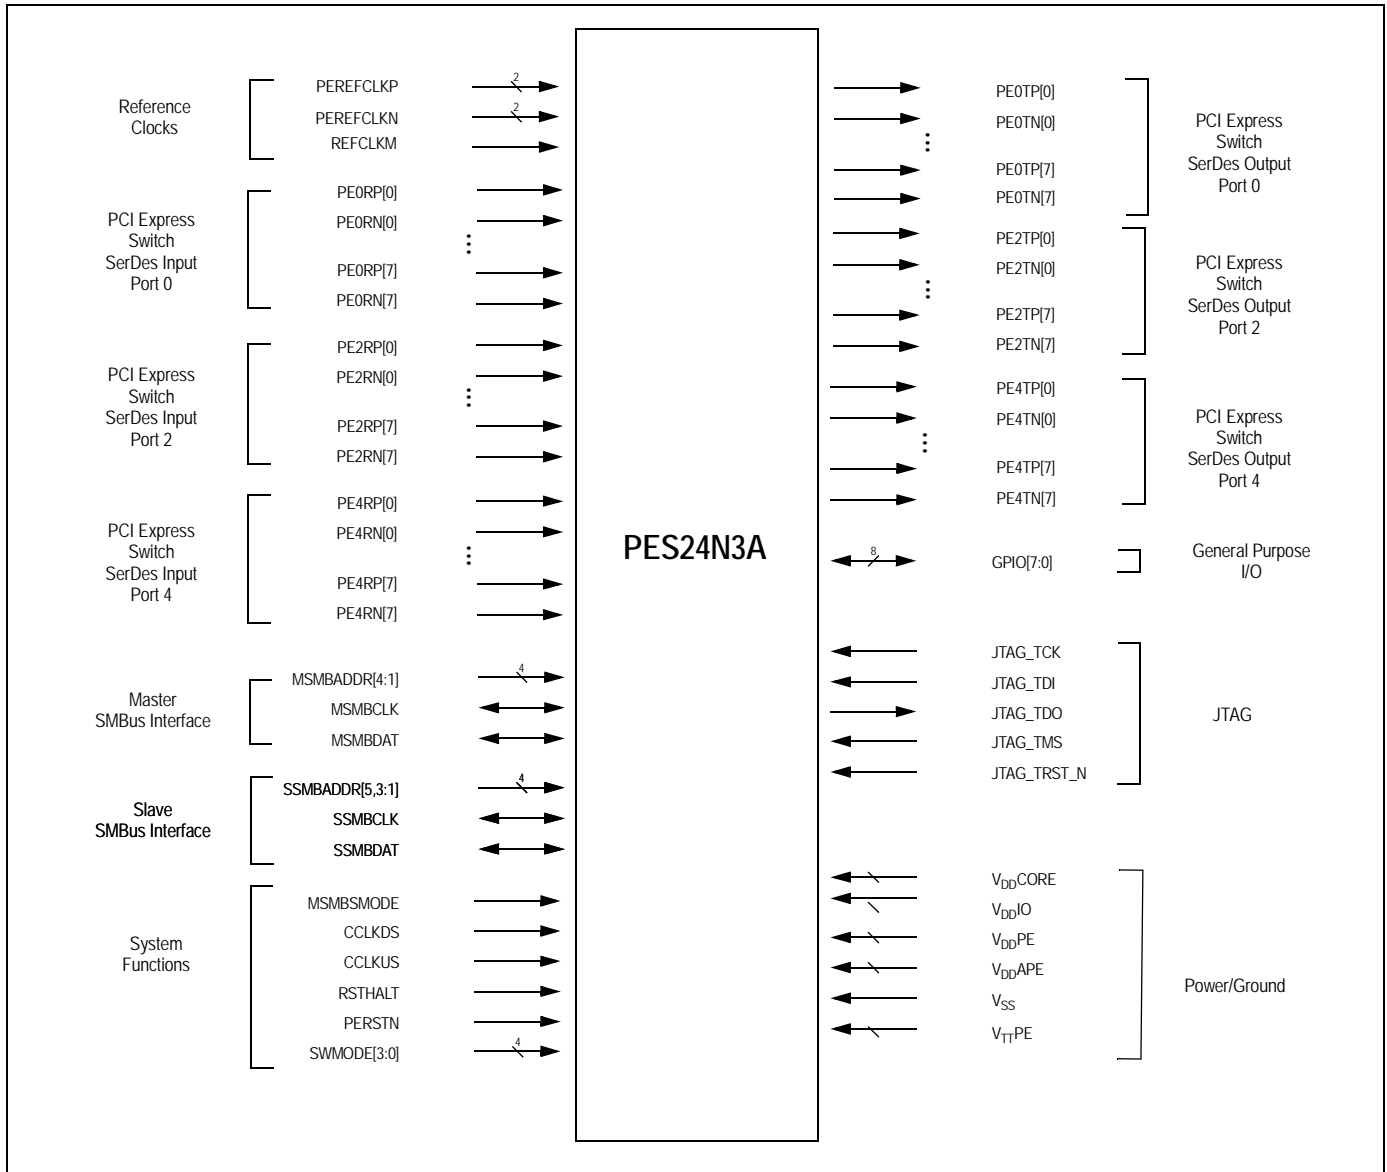 Reference
Clocks
PEREFCLKP
2
PEREFCLKN
2
REFCLKM
PCI Express
Switch
SerDes Input
Port 0
PE0RP[0]
PE0RN[0]
PE0RP[7]
PE0RN[7]
PCI Express
Switch
SerDes Input
Port 2
PE2RP[0]
PE2RN[0]
PE2RP[7]
PE2RN[7]
PCI Express
Switch
SerDes Input
Port 4
PE4RP[0]
PE4RN[0]
PE4RP[7]
PE4RN[7]
Master
SMBus Interface
MSMBADDR[4:1]
4
MSMBCLK
MSMBDAT
Slave
SMBus Interface
SSMBADDR[5,3:1]
4
SSMBCLK
SSMBDAT
System
Functions
MSMBSMODE
CCLKDS
CCLKUS
RSTHALT
PERSTN
SWMODE[3:0]
4
PES24N3A
PE0TP[0]
PE0TN[0]
PE0TP[7]
PE0TN[7]
PCI Express
Switch
SerDes Output
Port 0
PE2TP[0]
PE2TN[0]
PE2TP[7]
PE2TN[7]
PCI Express
Switch
SerDes Output
Port 2
PE4TP[0]
PE4TN[0]
PE4TP[7]
PE4TN[7]
PCI Express
Switch
SerDes Output
Port 4
8
GPIO[7:0]
General Purpose
I/O
JTAG_TCK
JTAG_TDI
JTAG_TDO
JTAG_TMS
JTAG_TRST_N
JTAG
VDDCORE
VDDIO
VDDPE
VDDAPE
VSS
VTTPE
Power/Ground